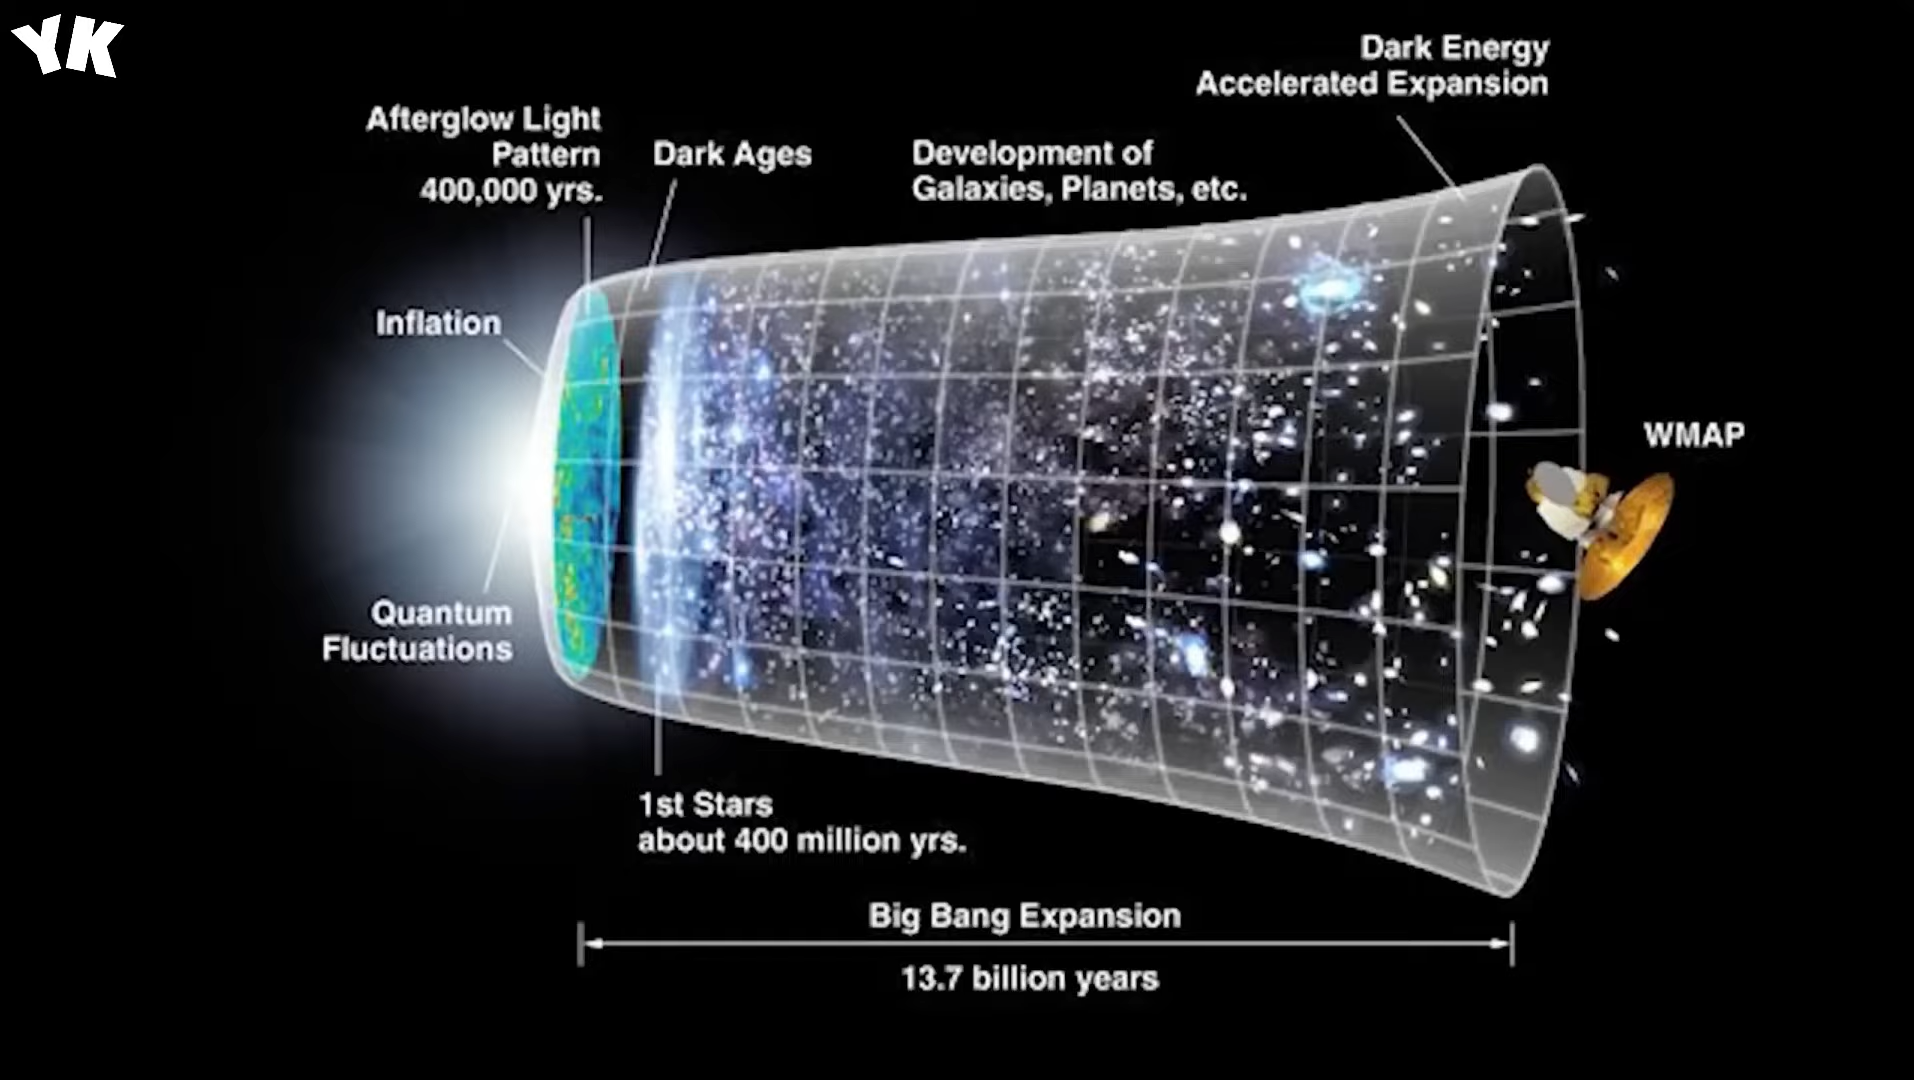 YK
Dark Energy
Accelerated Expansion
Afterglow Light
Pattern
400,000 yrs.
Dark Ages
Development of
Galaxies, Planets, etc.
Inflation
WMAP
Quantum
Fluctuations
1st Stars
about 400 million yrs.
Big Bang Expansion
13.7 billion years